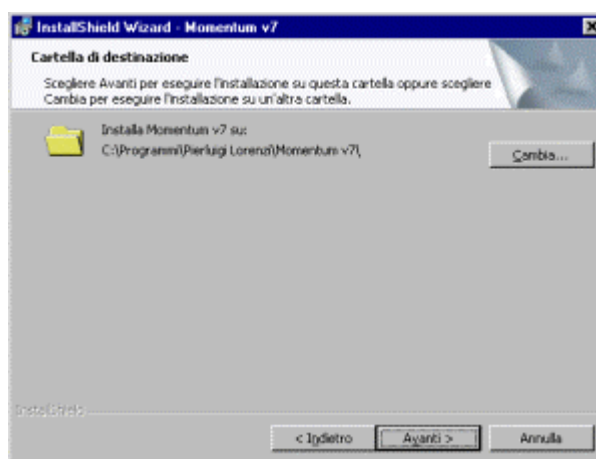 InstallShield Wizard - Momentum v7
Cartella di destinazione
Scegliere Avanti per eseguire l'installazione su questa cartella oppure scegliere
Cambia per eseguire l'installazione su un'altra cartella.
Installa Momentum v7 su:
C:\Programmi\Pierluigi Lorenzi\Momentum v7\
Cambia...
InstallShield
< Indietro
Avanti >
Annulla